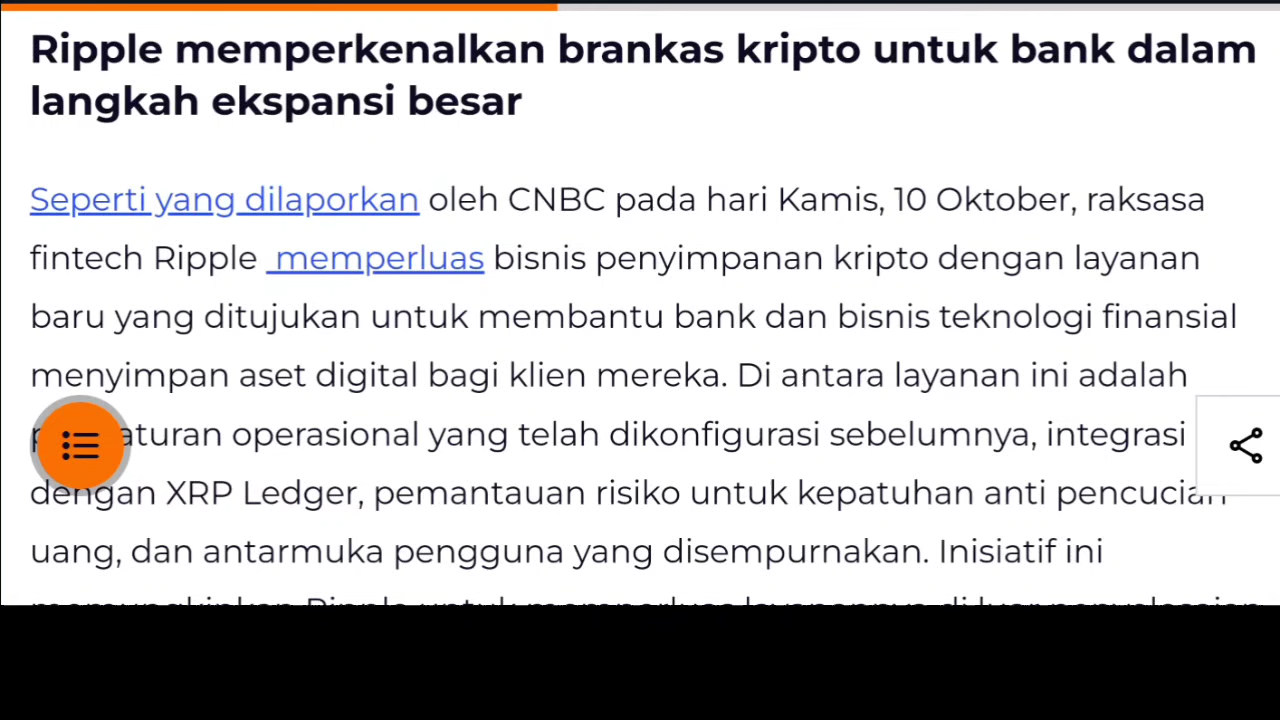 Ripple memperkenalkan brankas kripto untuk bank dalam
langkah ekspansi besar
Seperti yang dilaporkan oleh CNBC pada hari Kamis, 10 Oktober, raksasa
fintech Ripple memperluas bisnis penyimpanan kripto dengan layanan
baru yang ditujukan untuk membantu bank dan bisnis teknologi finansial
menyimpan aset digital bagi klien mereka. Di antara layanan ini adalah
operasional yang telah dikonfigurasi sebelumnya, integrasi
dengan XRP Ledger, pemantauan risiko untuk kepatuhan anti pencucian
uang, dan antarmuka pengguna yang disempurnakan. Inisiatif ini